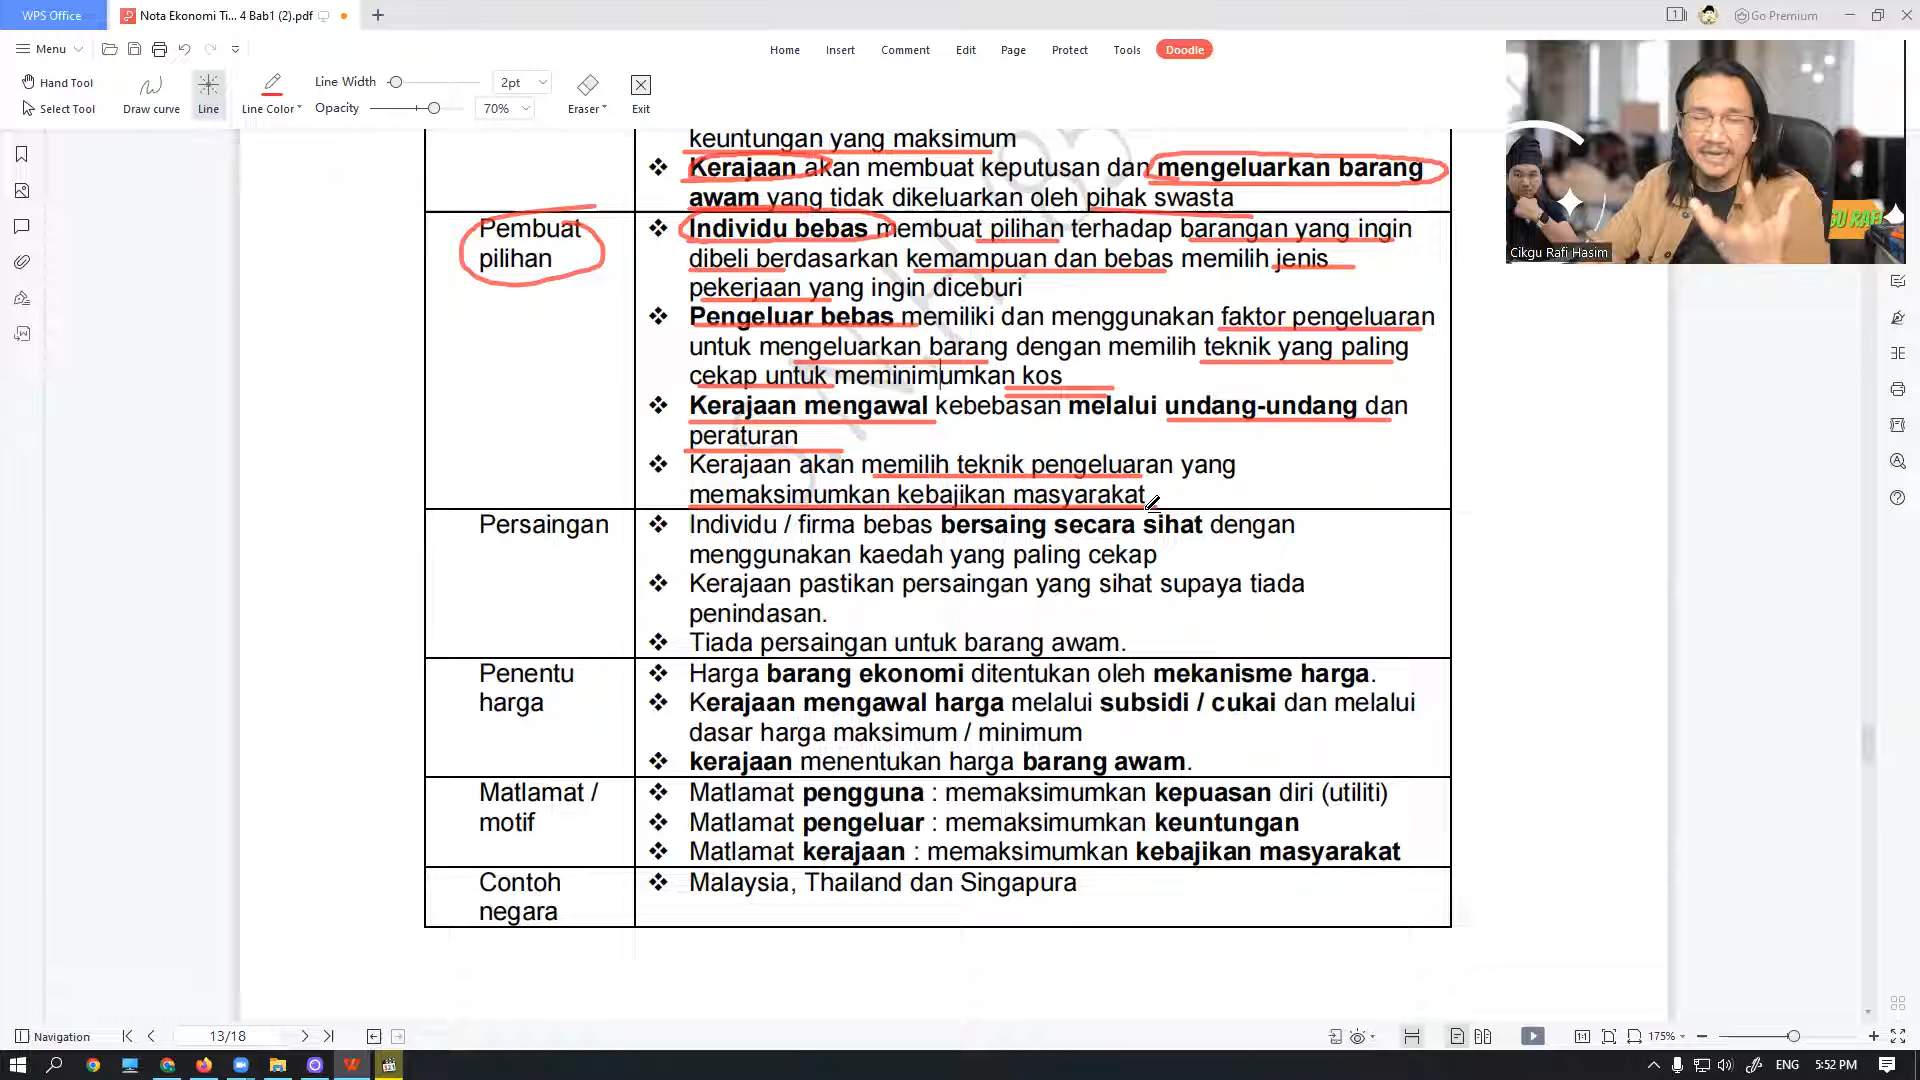 WPS Office
Nota Ekonomi Ti... 4 Bab1 (2).pdf
1
Go Premium
Menu
Home
Insert
Comment
Edit
Page
Protect
Tools
Doodle
Hand Tool
Select Tool
Draw curve
Line
Line Color
Line Width
2pt
Opacity
70%
Eraser
Exit
keuntungan yang maksimum
❖ Kerajaan akan membuat keputusan dan mengeluarkan barang
awam yang tidak dikeluarkan oleh pihak swasta
Pembuat
pilihan
❖ Individu bebas membuat pilihan terhadap barangan yang ingin
dibeli berdasarkan kemampuan dan bebas memilih jenis
pekerjaan yang ingin diceburi
❖ Pengeluar bebas memiliki dan menggunakan faktor pengeluaran
untuk mengeluarkan barang dengan memilih teknik yang paling
cekap untuk meminimumkan kos
❖ Kerajaan mengawal kebebasan melalui undang-undang dan
peraturan
❖ Kerajaan akan memilih teknik pengeluaran yang
memaksimumkan kebajikan masyarakat
Persaingan
❖ Individu / firma bebas bersaing secara sihat dengan
menggunakan kaedah yang paling cekap
❖ Kerajaan pastikan persaingan yang sihat supaya tiada
penindasan.
❖ Tiada persaingan untuk barang awam.
Penentu
harga
❖ Harga barang ekonomi ditentukan oleh mekanisme harga.
❖ Kerajaan mengawal harga melalui subsidi / cukai dan melalui
dasar harga maksimum / minimum
❖ kerajaan menentukan harga barang awam.
Matlamat /
motif
❖ Matlamat pengguna : memaksimumkan kepuasan diri (utiliti)
❖ Matlamat pengeluar : memaksimumkan keuntungan
❖ Matlamat kerajaan : memaksimumkan kebajikan masyarakat
Contoh
negara
❖ Malaysia, Thailand dan Singapura
GU RAFI
Cikgu Rafi Hasim
Navigation
13/18
175%
ENG
5:52 PM